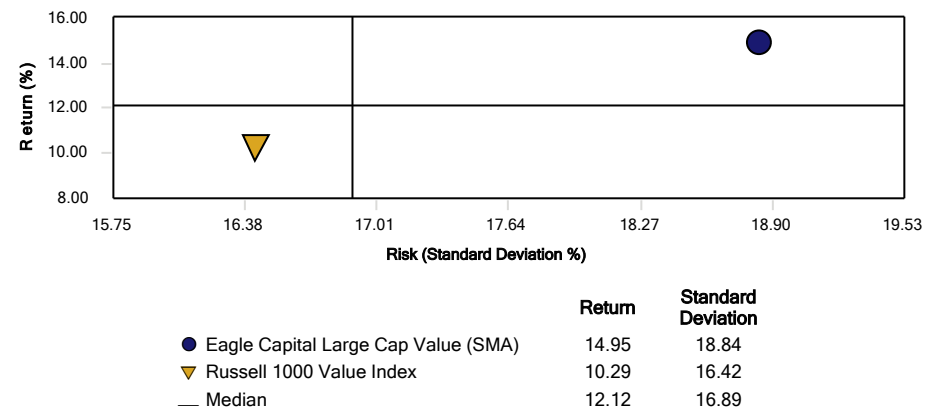 16.00
14.00
12.00
10.00
8.00
Return (%)
15.75 16.38 17.01 17.64 18.27 18.90 19.53
Risk (Standard Deviation %)
Return Standard Deviation
Eagle Capital Large Cap Value (SMA) 14.95 18.84
Russell 1000 Value Index 10.29 16.42
Median 12.12 16.89